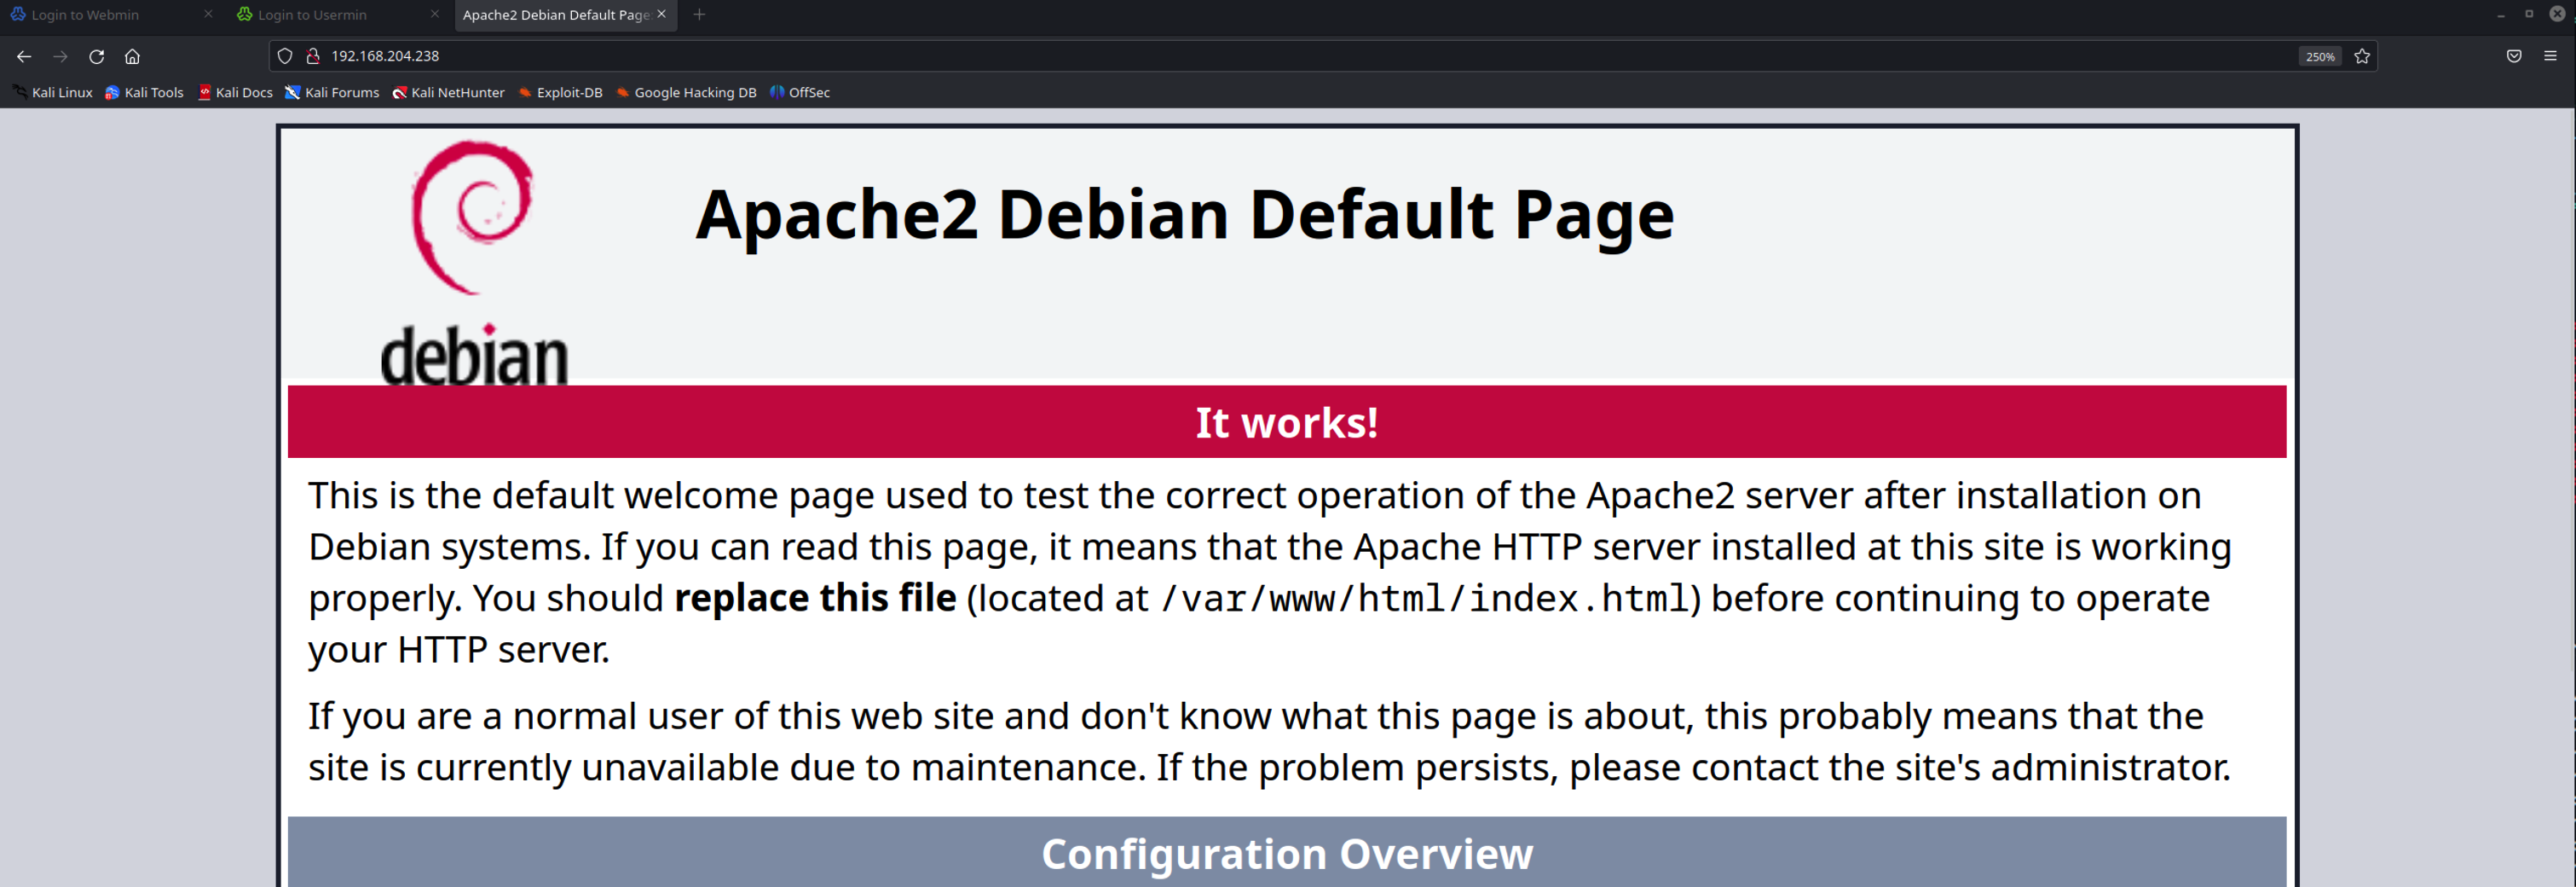 Login to Webmin
Login to Usermin
Apache2 Debian Default Page:
192.168.204.238
250%
Kali Linux
Kali Tools
Kali Docs
Kali Forums
Kali NetHunter
Exploit-DB
Google Hacking DB
OffSec
debian
Apache2 Debian Default Page
It works!
This is the default welcome page used to test the correct operation of the Apache2 server after installation on
Debian systems. If you can read this page, it means that the Apache HTTP server installed at this site is working
properly. You should replace this file (located at /var/www/html/index.html) before continuing to operate
your HTTP server.
If you are a normal user of this web site and don't know what this page is about, this probably means that the
site is currently unavailable due to maintenance. If the problem persists, please contact the site's administrator.
Configuration Overview